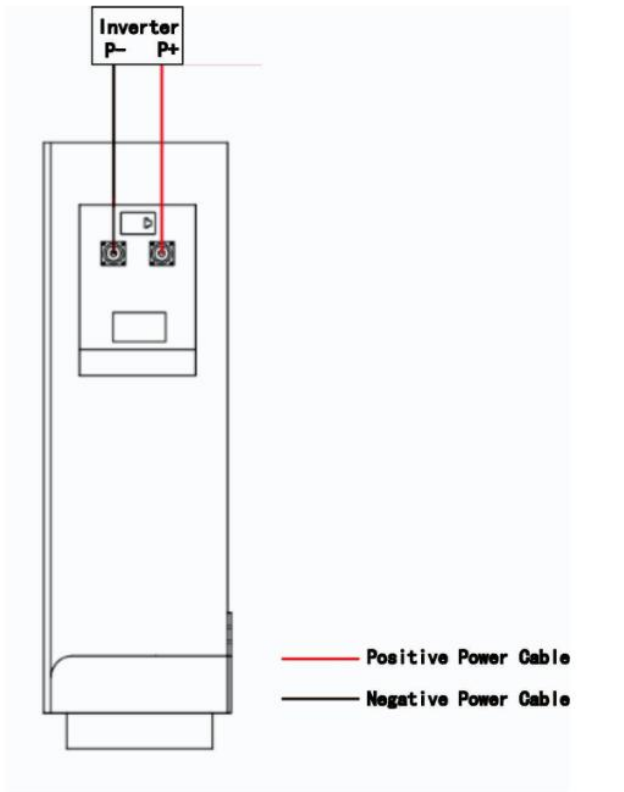 Inverter
P- P+
Positive Power Cable
Negative Power Cable